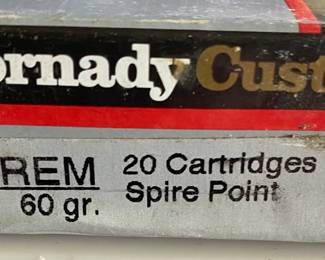 ornady Cust
REM 20 Cartridges
60 gr. Spire Point